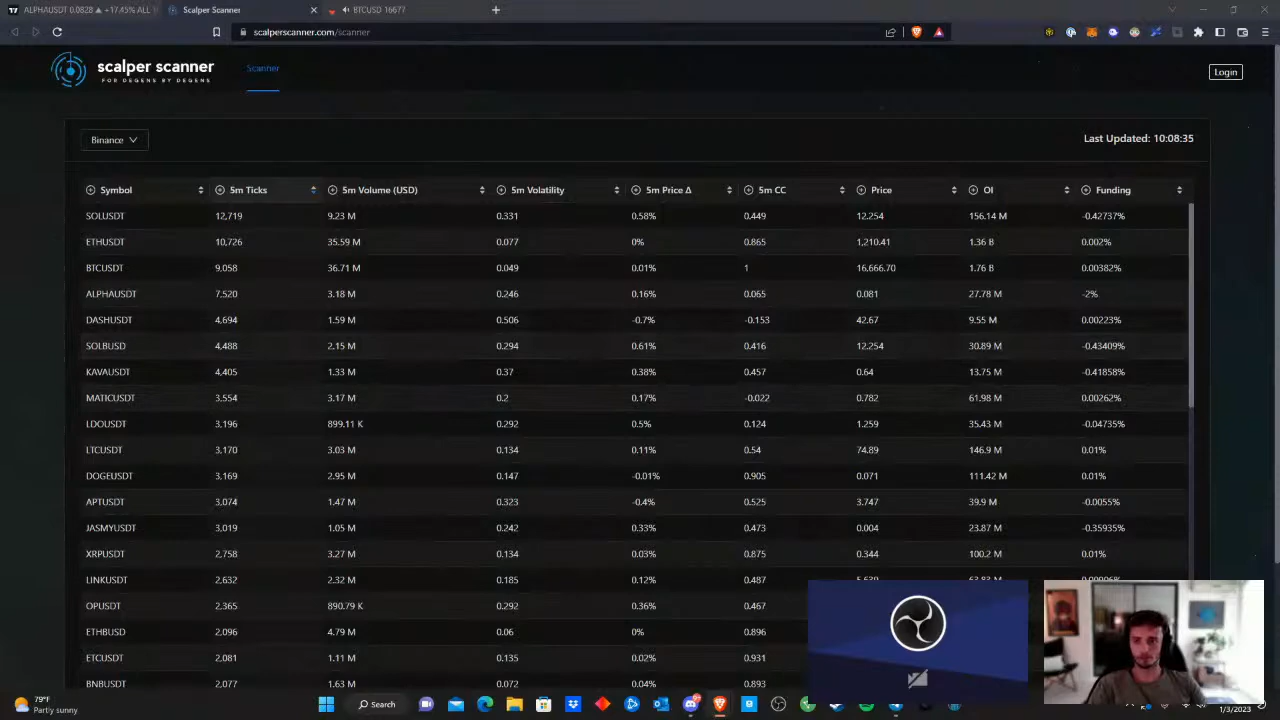 ALPHAUSDT 0.0828 ▲ +17.45% ALL
Scalper Scanner
BTCUSD 16677
scalperscanner.com/scanner
scalper scanner
FOR DEGENS BY DEGENS
Scanner
Login
Binance
Last Updated: 10:08:35
Symbol 5m Ticks 5m Volume (USD) 5m Volatility 5m Price Δ 5m CC Price OI Funding
SOLUSDT 12,719 9.23 M 0.331 0.58% 0.449 12.254 156.14 M -0.42737%
ETHUSDT 10,726 35.59 M 0.077 0% 0.865 1,210.41 1.36 B 0.002%
BTCUSDT 9,058 36.71 M 0.049 0.01% 1 16,666.70 1.76 B 0.00382%
ALPHAUSDT 7,520 3.18 M 0.246 0.16% 0.065 0.081 27.78 M -2%
DASHUSDT 4,694 1.59 M 0.506 -0.7% -0.153 42.67 9.55 M 0.00223%
SOLBUSD 4,488 2.15 M 0.294 0.61% 0.416 12.254 30.89 M -0.43409%
KAVAUSDT 4,405 1.33 M 0.37 0.38% 0.457 0.64 13.75 M -0.41858%
MATICUSDT 3,554 3.17 M 0.2 0.17% -0.022 0.782 61.98 M 0.00262%
LDOUSDT 3,196 899.11 K 0.292 0.5% 0.124 1.259 35.43 M -0.04735%
LTCUSDT 3,170 3.03 M 0.134 0.11% 0.54 74.89 146.9 M 0.01%
DOGEUSDT 3,169 2.95 M 0.147 -0.01% 0.905 0.071 111.42 M 0.01%
APTUSDT 3,074 1.47 M 0.323 -0.4% 0.525 3.747 39.9 M -0.0055%
JASMYUSDT 3,019 1.05 M 0.242 0.33% 0.473 0.004 23.87 M -0.35935%
XRPUSDT 2,758 3.27 M 0.134 0.03% 0.875 0.344 100.2 M 0.01%
LINKUSDT 2,632 2.32 M 0.185 0.12% 0.487
OPUSDT 2,365 890.79 K 0.292 0.36% 0.467
ETHBUSD 2,096 4.79 M 0.06 0% 0.896
ETCUSDT 2,081 1.11 M 0.135 0.02% 0.931
BNBUSDT 2,077 1.63 M 0.072 0.04% 0.893
79°F
Partly sunny
Search
1/3/2023